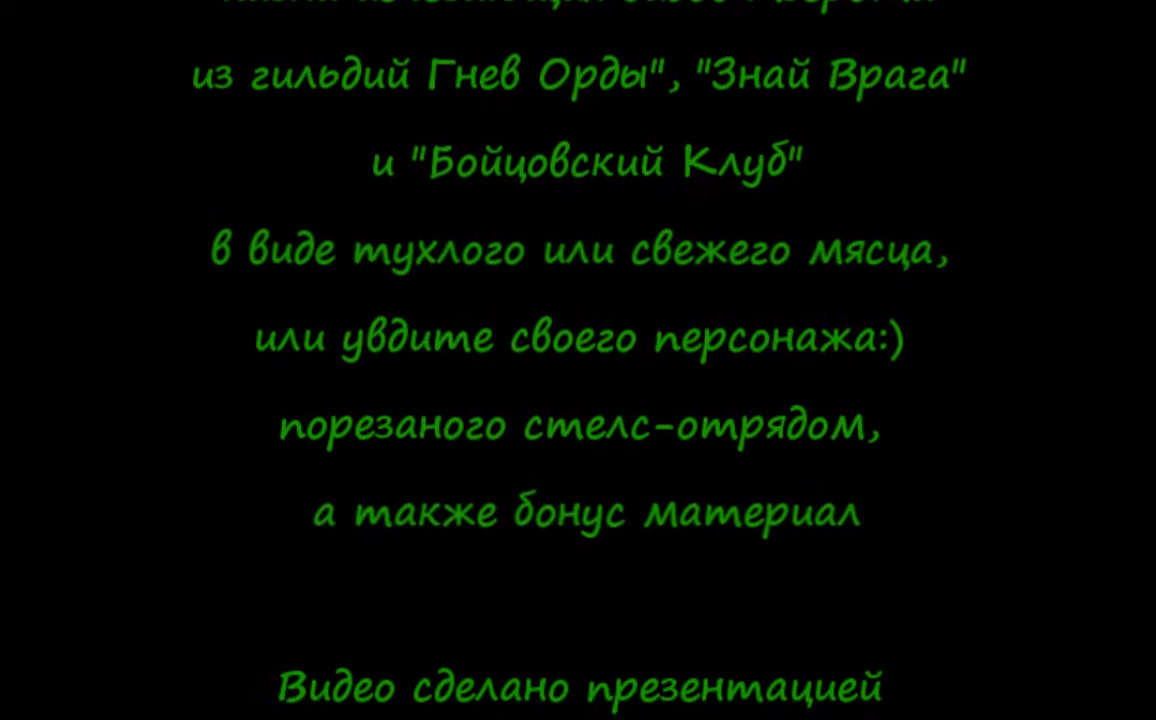 из гильдий Гнев Орды", "Знай Врага"
и "Бойцовский Клуб"
в виде тухлого или свежего мясца,
или увдите своего персонажа:)
порезаного стелс-отрядом,
а также бонус материал
Видео сделано презентацией